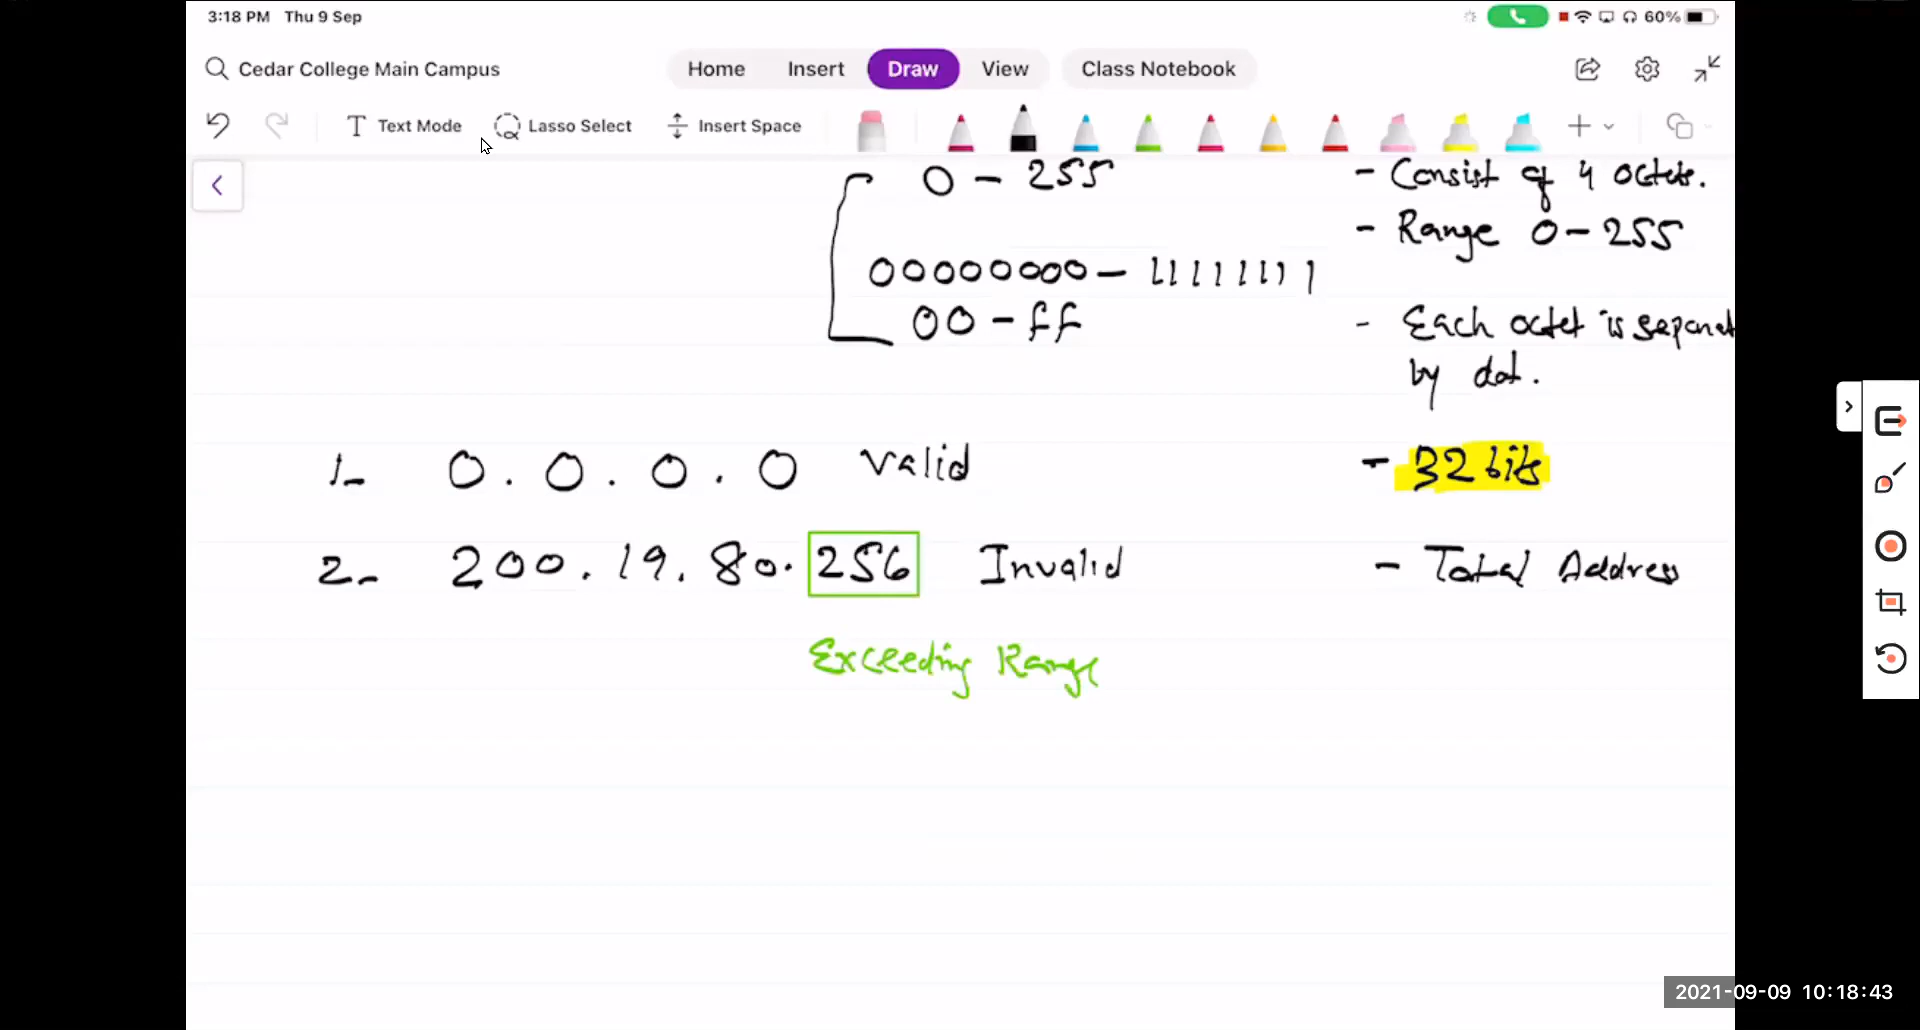 3:18 PM Thu 9 Sep
60%
Cedar College Main Campus
Home Insert Draw View Class Notebook
Text Mode Lasso Select Insert Space
0 - 255
00000000 - 11111111
00 - ff
- Consist of 4 octets.
- Range 0 - 255
- Each octet is separat
by dot.
- 32 bits
- Total Address
1- 0.0.0.0 Valid
2- 200.19.80.256 Invalid
Exceeding Range
2021-09-09 10:18:43